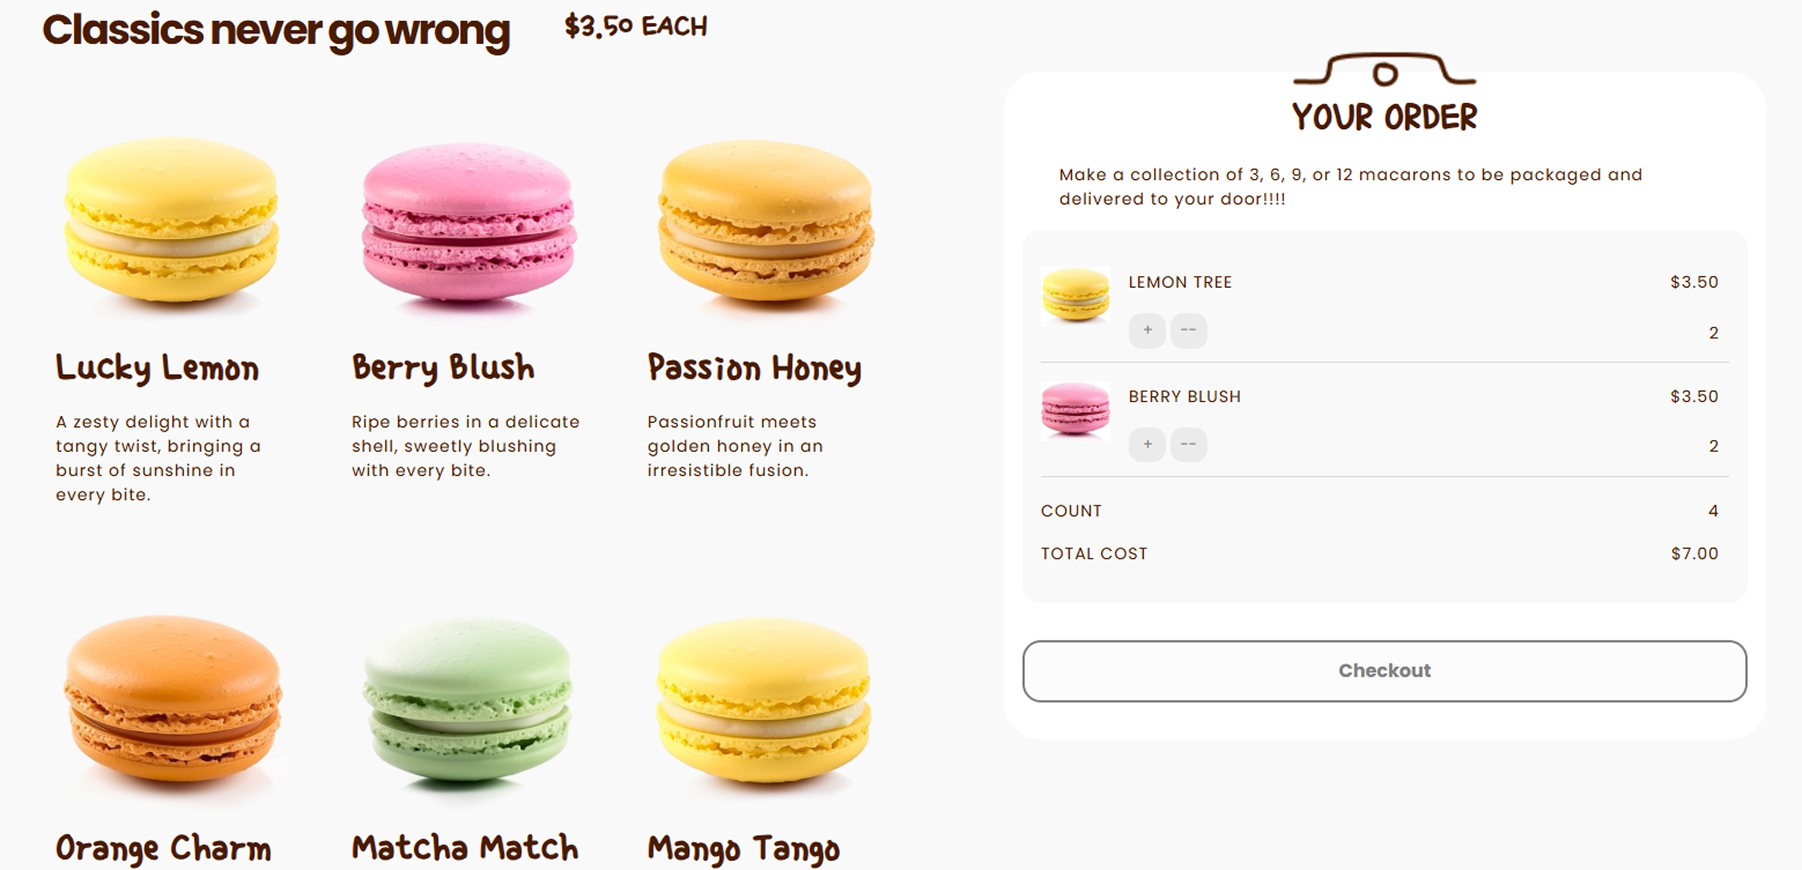 Classics never go wrong
$3.50 EACH
Lucky Lemon
A zesty delight with a
tangy twist, bringing a
burst of sunshine in
every bite.
Berry Blush
Ripe berries in a delicate
shell, sweetly blushing
with every bite.
Passion Honey
Passionfruit meets
golden honey in an
irresistible fusion.
Orange Charm
Matcha Match
Mango Tango
YOUR ORDER
Make a collection of 3, 6, 9, or 12 macarons to be packaged and
delivered to your door!!!!
LEMON TREE $3.50
+ -- 2
BERRY BLUSH $3.50
+ -- 2
COUNT 4
TOTAL COST $7.00
Checkout